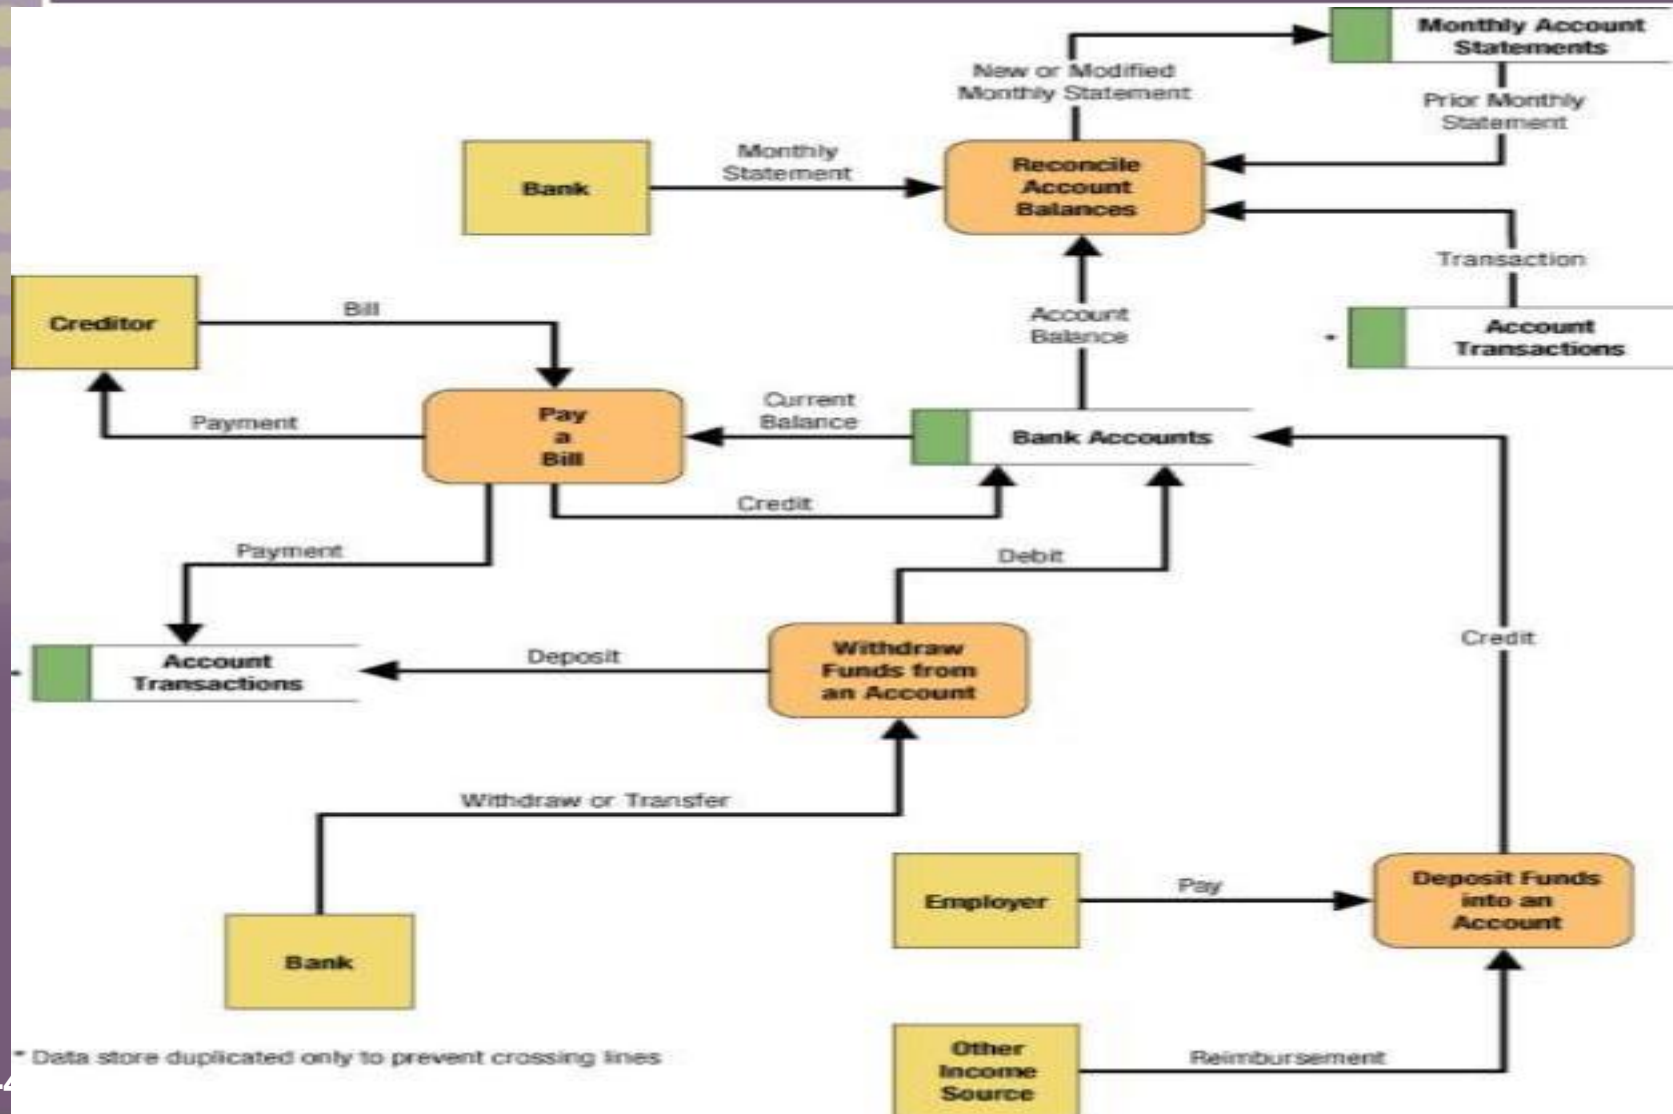 Monthly Account
Statements
New or Modified
Monthly Statement
Prior Monthly
Statement
Bank
Monthly
Statement
Reconcile
Account
Balances
Transaction
Creditor
Bill
Account
Balance
* Account
Transactions
Payment
Pay
a
Bill
Current
Balance
Bank Accounts
Credit
Payment
Debit
Credit
* Account
Transactions
Deposit
Withdraw
Funds from
an Account
Withdraw or Transfer
Employer
Pay
Deposit Funds
into an
Account
Bank
Other
Income
Source
Reimbursement
* Data store duplicated only to prevent crossing lines